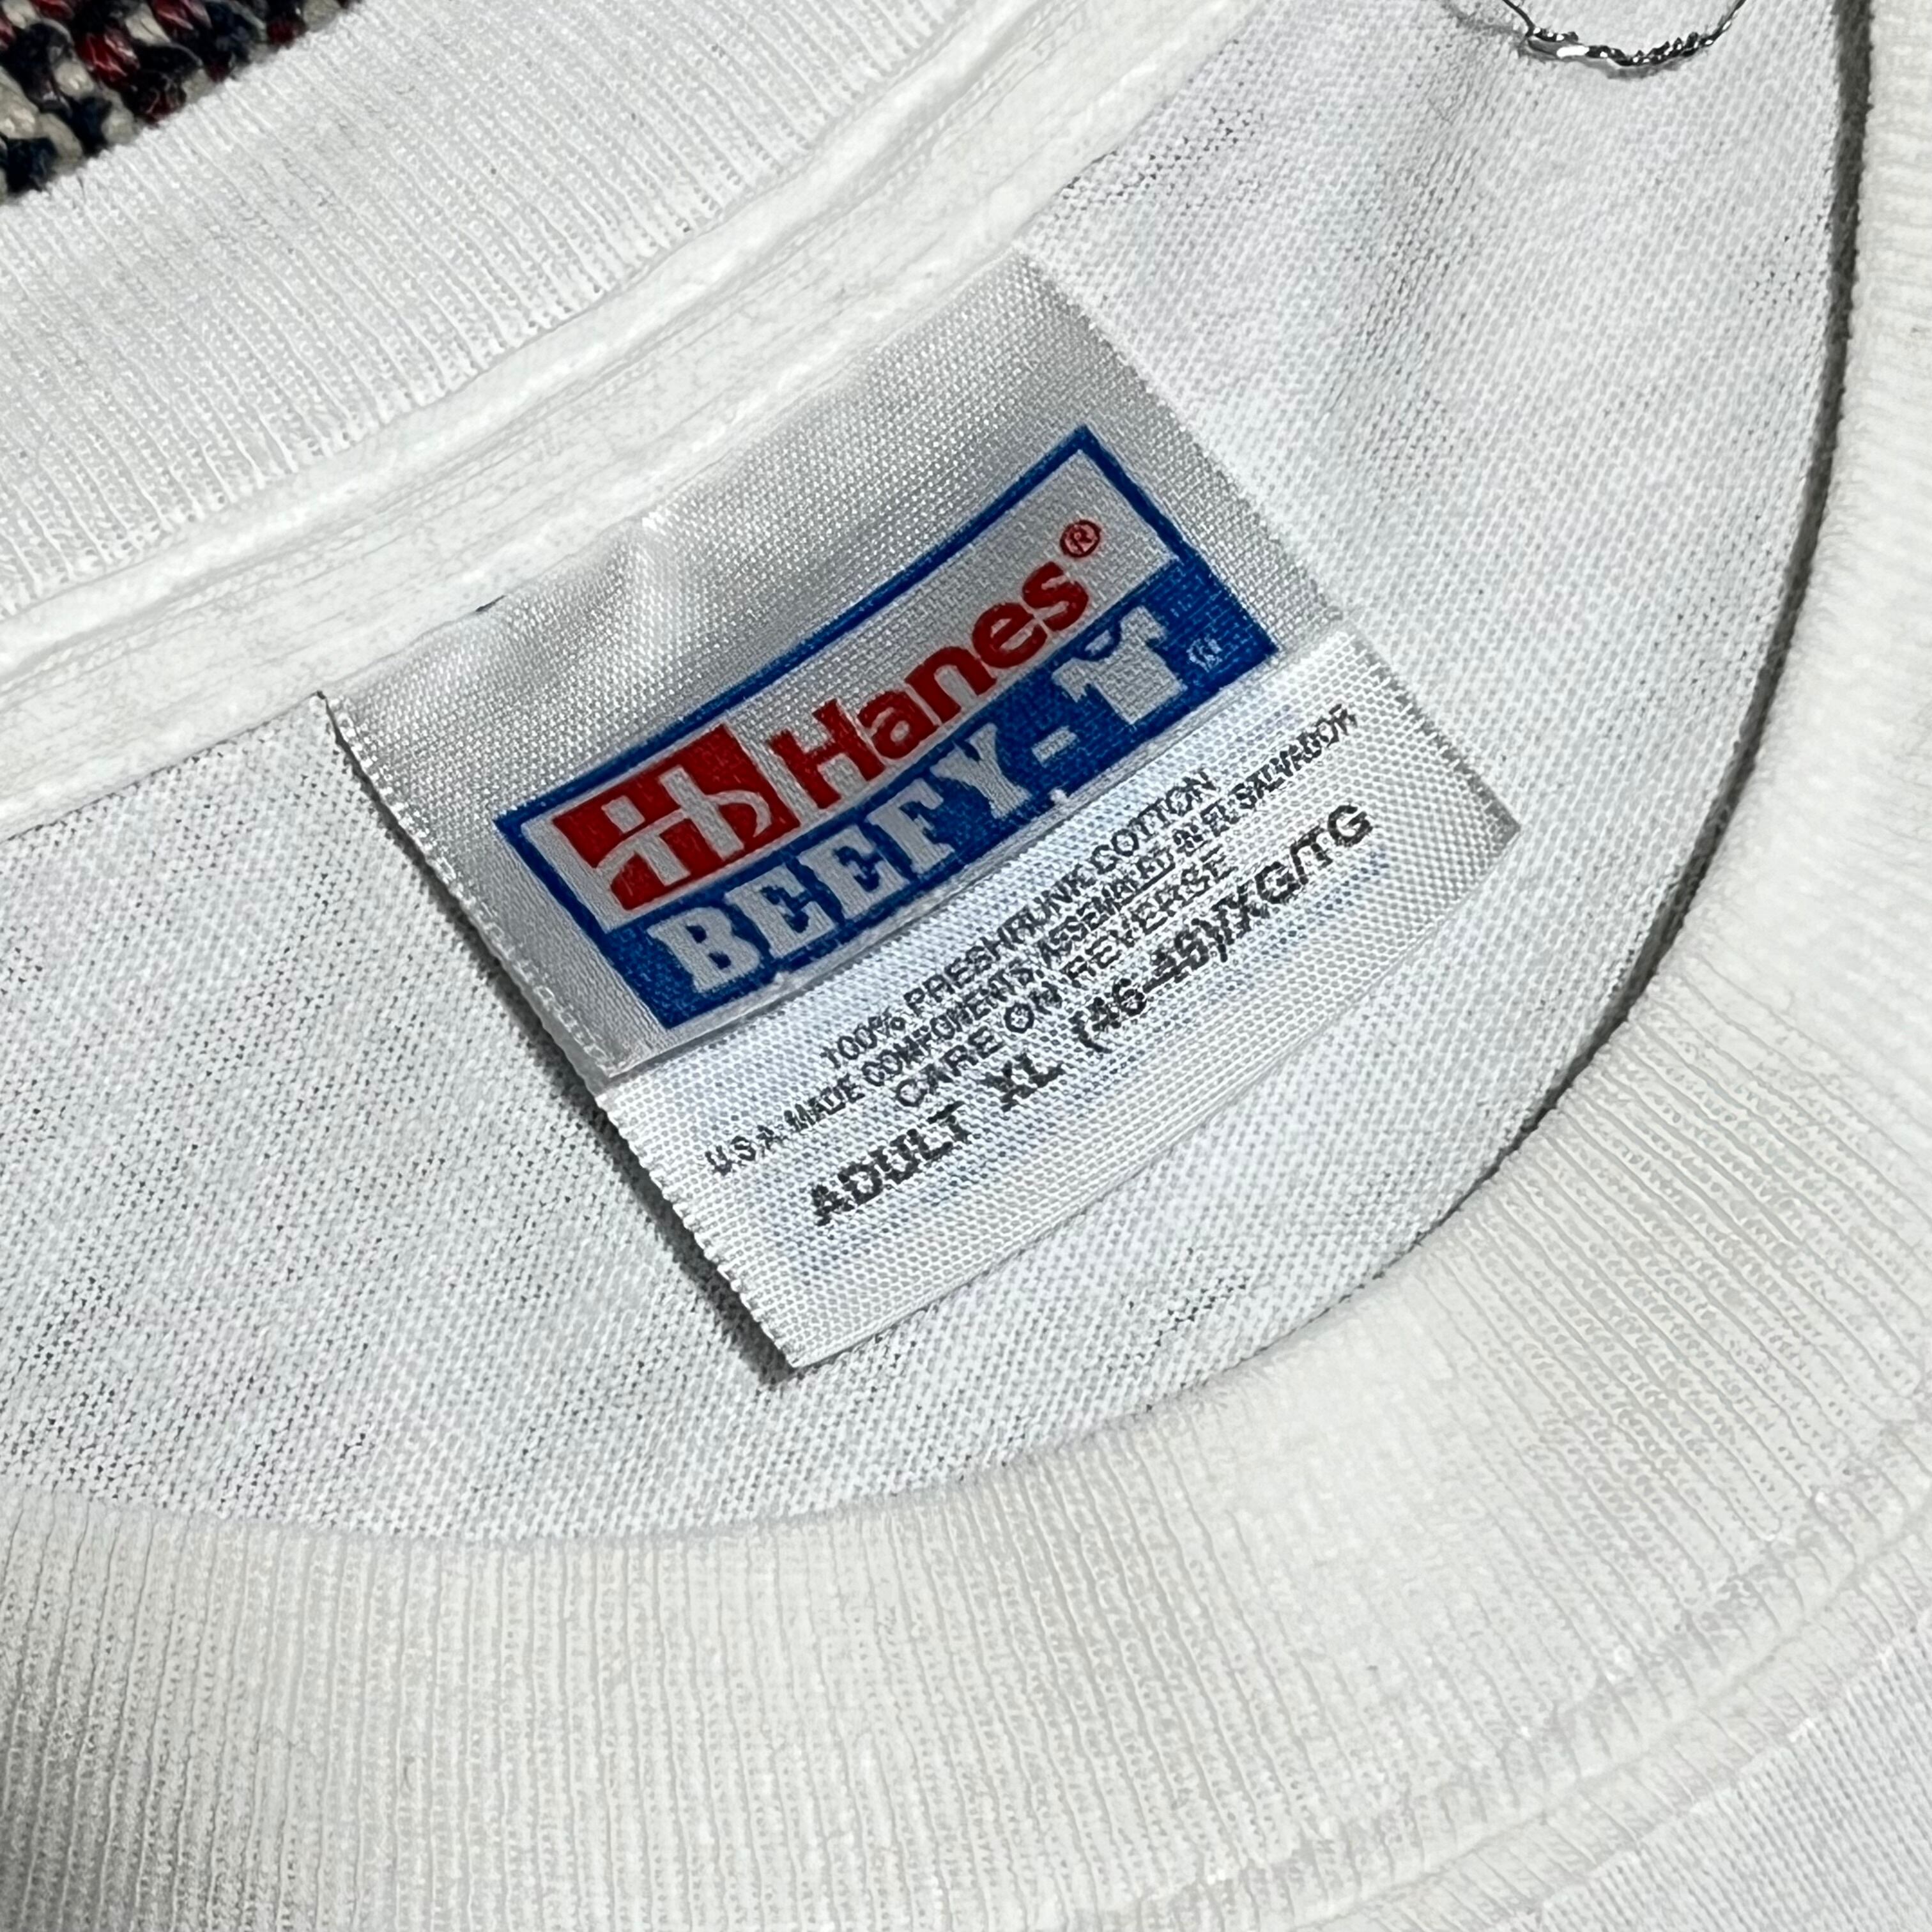 Hanes®
BEEFY-T
100% PRESHRUNK COTTON
U.S.A. MADE COMPONENTS, ASSEMBLED IN EL SALVADOR
CARE ON REVERSE
ADULT XL (46-48)/XG/TG